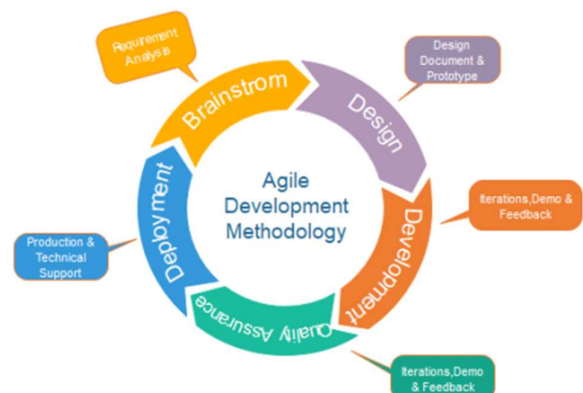 Requirement
Analysis
Brainstrom
Design
Design
Document &
Prototype
Agile
Development
Methodology
Development
Iterations,Demo &
Feedback
Deployment
Production &
Technical
Support
Quality Assurance
Iterations,Demo
& Feedback